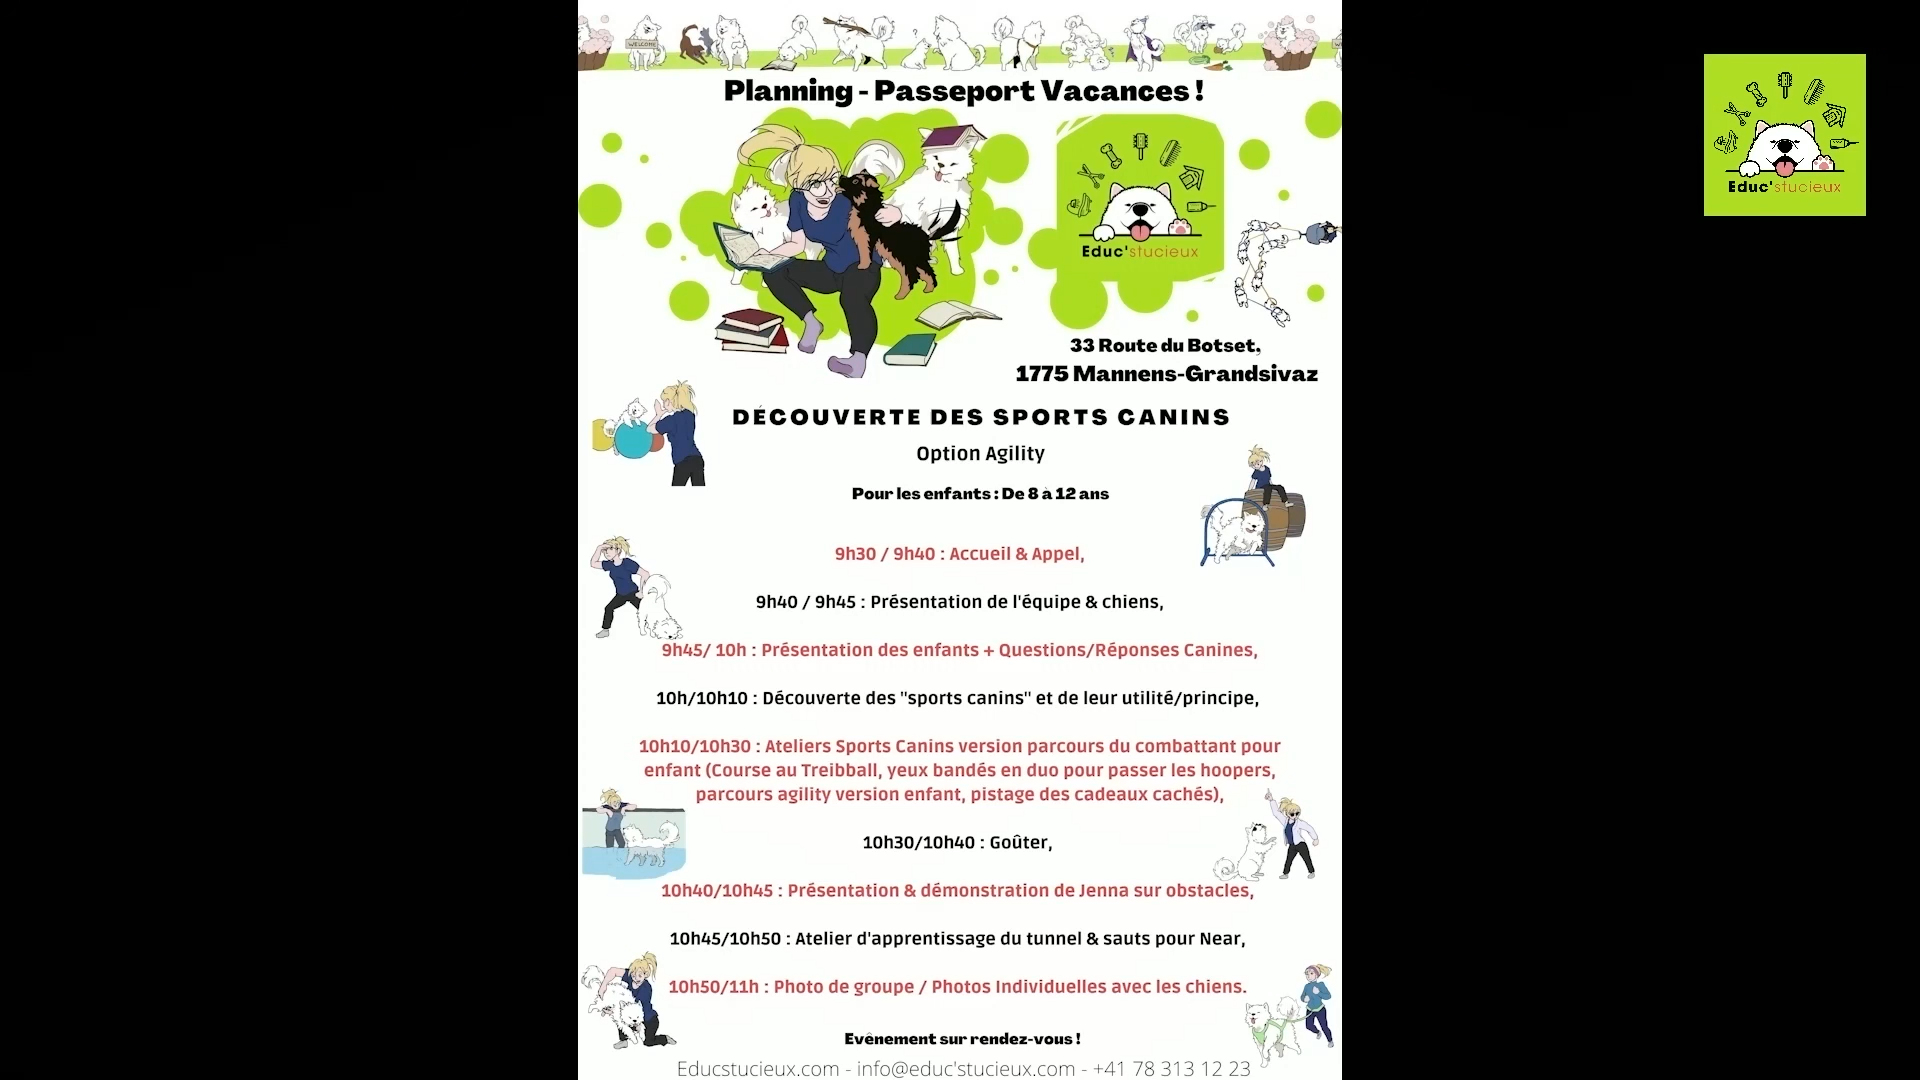 WELCOME
Planning - Passeport Vacances !
Educ'stucieux
Educ'stucieux
33 Route du Botset,
1775 Mannens-Grandsivaz
DÉCOUVERTE DES SPORTS CANINS
Option Agility
Pour les enfants : De 8 à 12 ans
9h30 / 9h40 : Accueil & Appel,
9h40 / 9h45 : Présentation de l'équipe & chiens,
9h45/ 10h : Présentation des enfants + Questions/Réponses Canines,
10h/10h10 : Découverte des "sports canins" et de leur utilité/principe,
10h10/10h30 : Ateliers Sports Canins version parcours du combattant pour
enfant (Course au Treibball, yeux bandés en duo pour passer les hoopers,
parcours agility version enfant, pistage des cadeaux cachés),
10h30/10h40 : Goûter,
10h40/10h45 : Présentation & démonstration de Jenna sur obstacles,
10h45/10h50 : Atelier d'apprentissage du tunnel & sauts pour Near,
10h50/11h : Photo de groupe / Photos Individuelles avec les chiens.
Evênement sur rendez-vous !
Educstucieux.com - info@educ'stucieux.com - +41 78 313 12 23